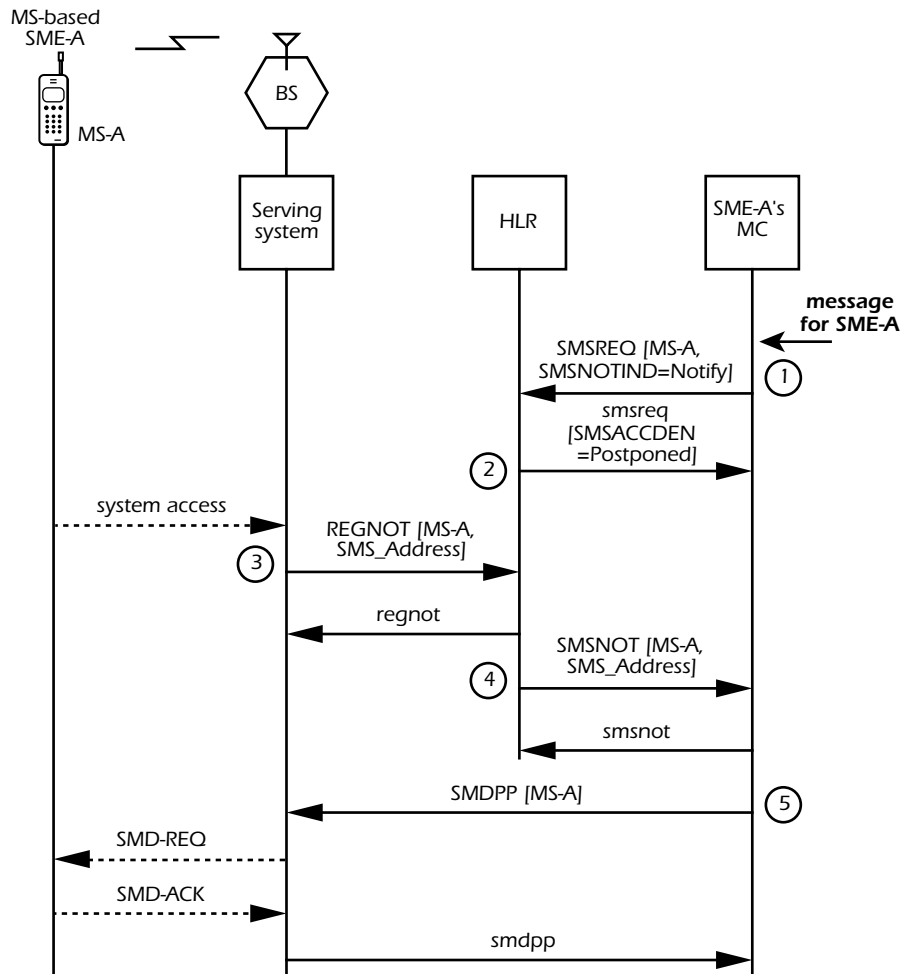 MS-based
SME-A
MS-A
BS
Serving
system
HLR
SME-A's
MC
message
for SME-A
SMSREQ [MS-A,
SMSNOTIND=Notify]
1
smsreq
[SMSACCDEN
=Postponed]
2
system access
REGNOT [MS-A,
SMS_Address]
3
regnot
SMSNOT [MS-A,
SMS_Address]
4
smsnot
SMDPP [MS-A]
5
SMD-REQ
SMD-ACK
smdpp